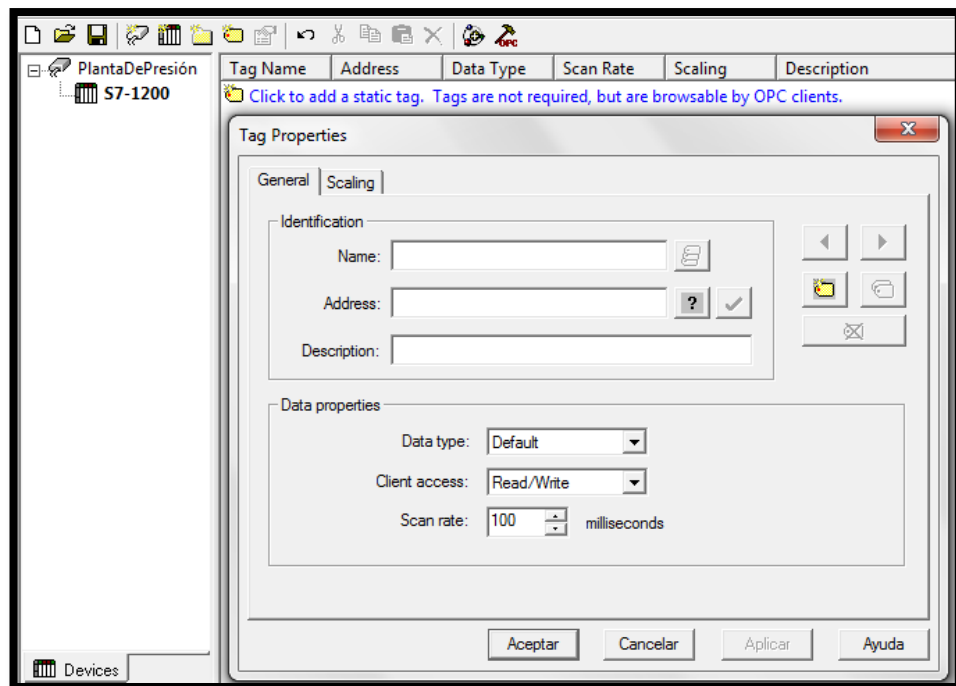 OPC
PlantaDePresión
S7-1200
Tag Name Address Data Type Scan Rate Scaling Description
Click to add a static tag. Tags are not required, but are browsable by OPC clients.
Tag Properties
General Scaling
Identification
Name:
Address: ?
Description:
Data properties
Data type: Default
Client access: Read/Write
Scan rate: 100 milliseconds
Aceptar Cancelar Aplicar Ayuda
Devices